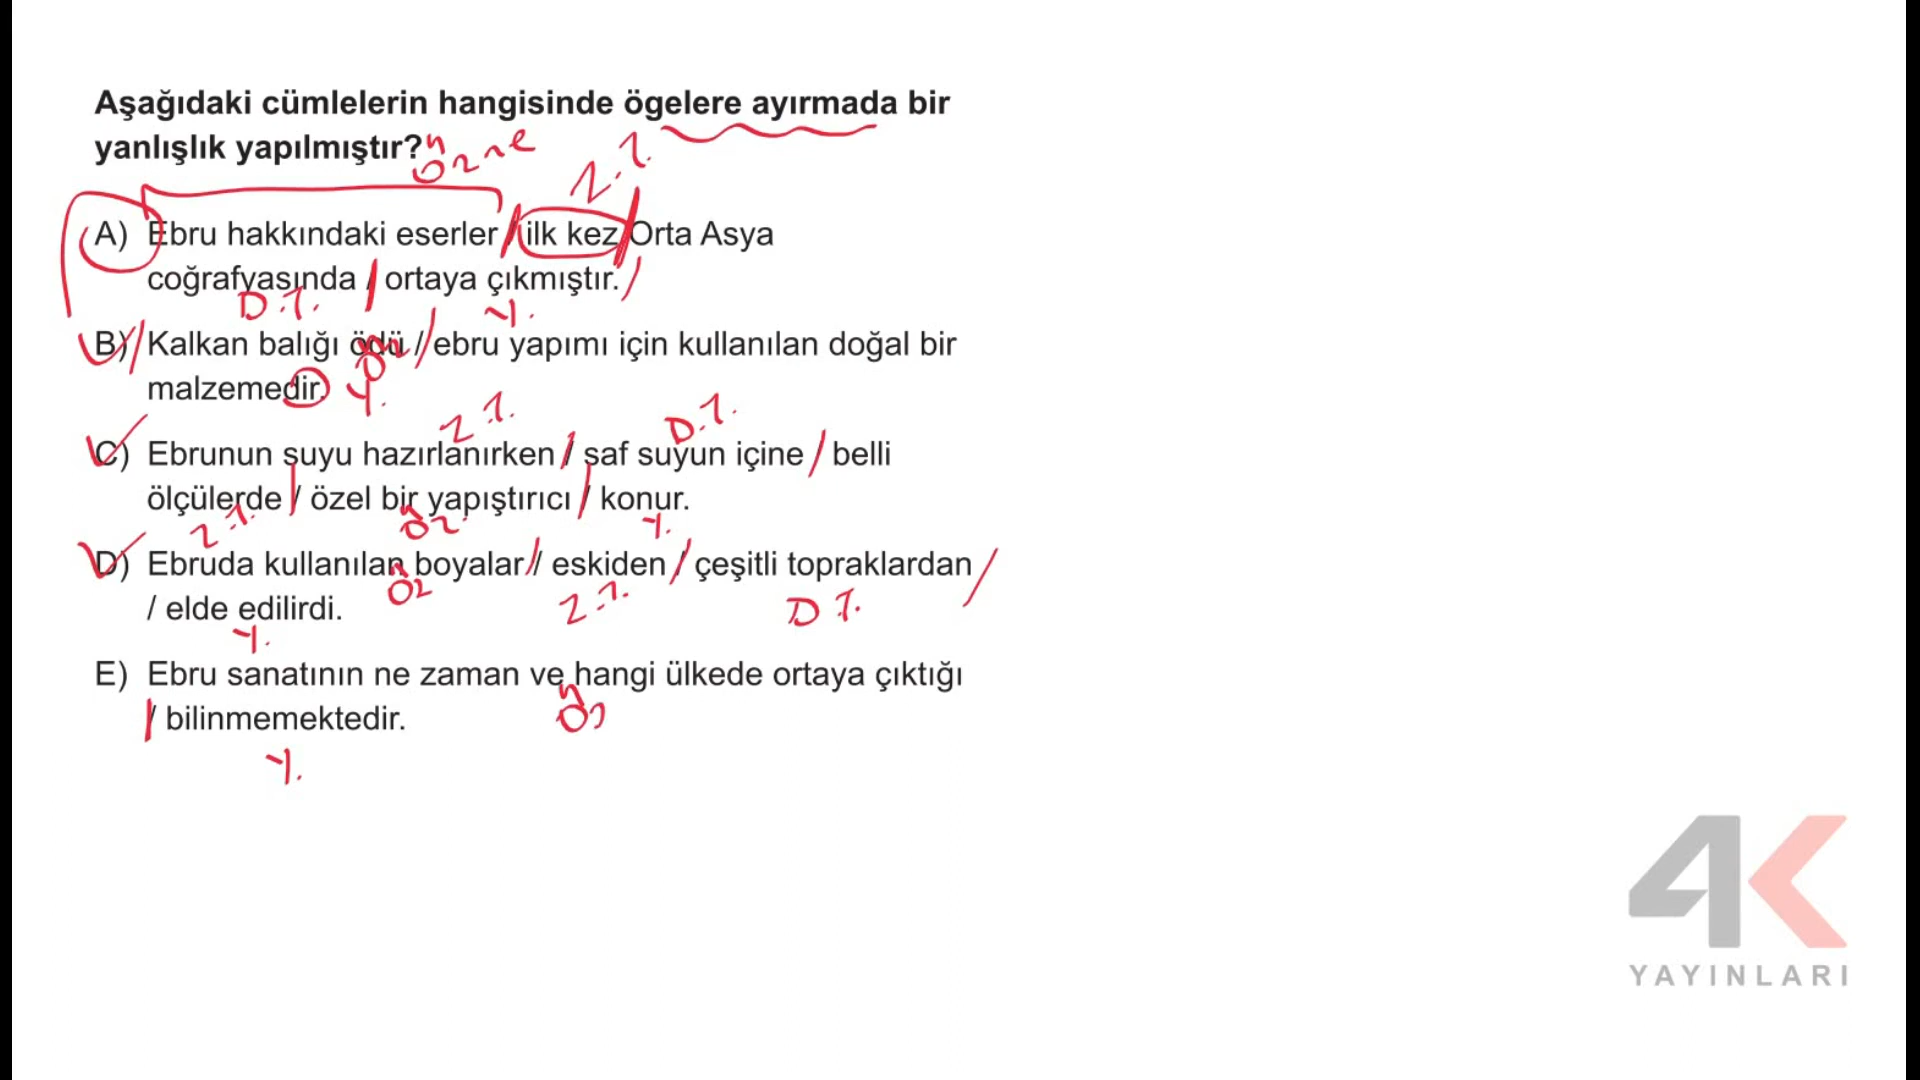 Aşağıdaki cümlelerin hangisinde ögelere ayırmada bir
yanlışlık yapılmıştır?
Özne
Z.T.
A) Ebru hakkındaki eserler / ilk kez Orta Asya
coğrafyasında / ortaya çıkmıştır.
D.T.
Y.
B) Kalkan balığı ödü / ebru yapımı için kullanılan doğal bir
malzemedir.
Öz
Y.
Z.T.
D.T.
C) Ebrunun suyu hazırlanırken / saf suyun içine / belli
ölçülerde / özel bir yapıştırıcı / konur.
Z.T.
Öz.
Y.
D) Ebruda kullanılan boyalar / eskiden / çeşitli topraklardan
/ elde edilirdi.
Öz
Z.T.
D T.
Y.
E) Ebru sanatının ne zaman ve hangi ülkede ortaya çıktığı
/ bilinmemektedir.
Öz
Y.
4K
YAYINLARI